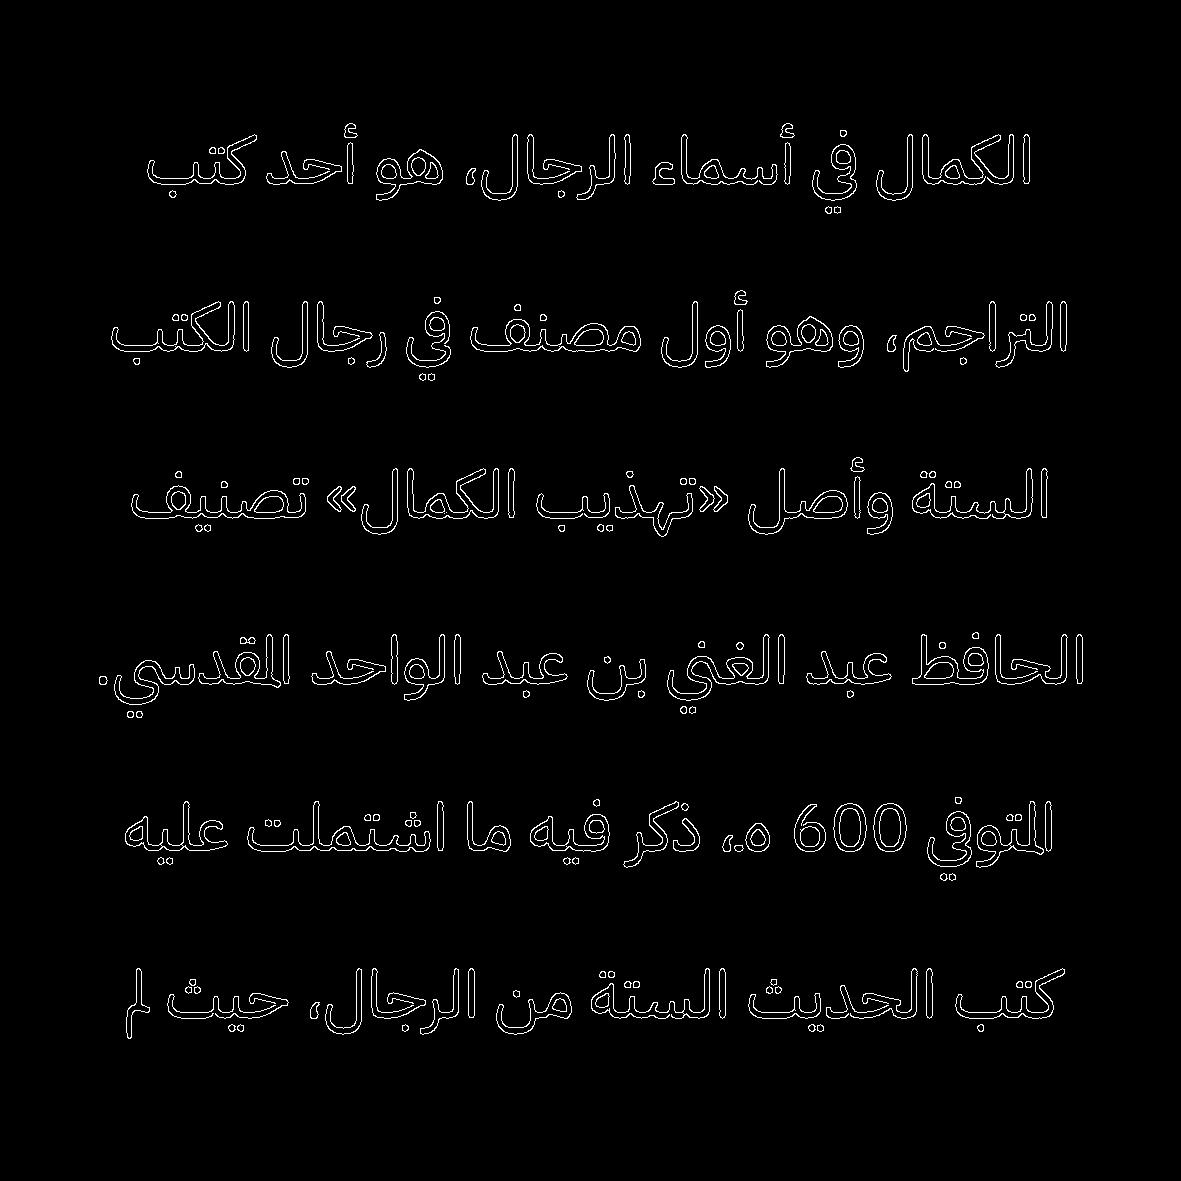 الكمال في أسماء الرجال، هو أحد كتب
التراجم، وهو أول مصنف في رجال الكتب
الستة وأصل «تهذيب الكمال» تصنيف
الحافظ عبد الغني بن عبد الواحد المقدسي.
المتوفي 600 ه.، ذكر فيه ما اشتملت عليه
كتب الحديث الستة من الرجال، حيث لم